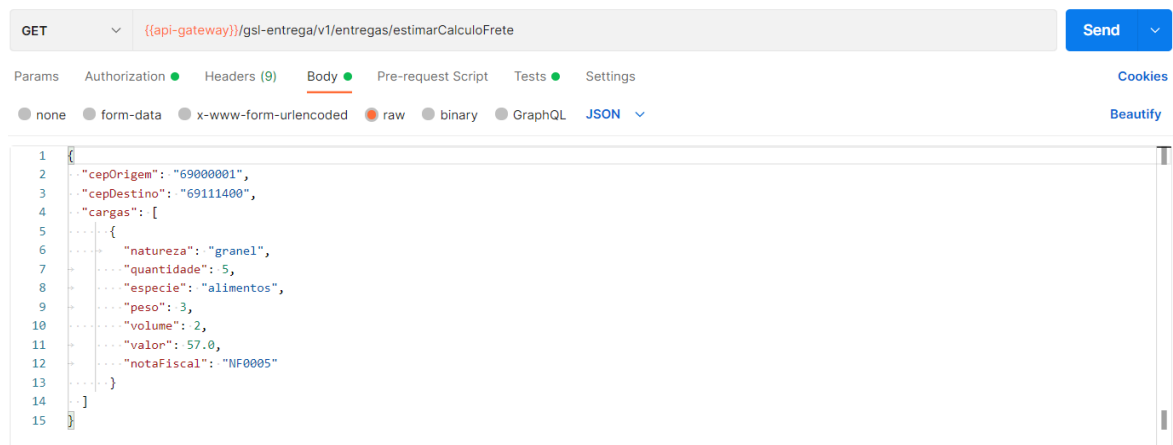 GET {{api-gateway}}/gsl-entrega/v1/entregas/estimarCalculoFrete Send
Params Authorization Headers (9) Body Pre-request Script Tests Settings Cookies
none form-data x-www-form-urlencoded raw binary GraphQL JSON Beautify
1 {
2 "cepOrigem": "69000001",
3 "cepDestino": "69111400",
4 "cargas": [
5 {
6 "natureza": "granel",
7 "quantidade": 5,
8 "especie": "alimentos",
9 "peso": 3,
10 "volume": 2,
11 "valor": 57.0,
12 "notaFiscal": "NF0005"
13 }
14 ]
15 }